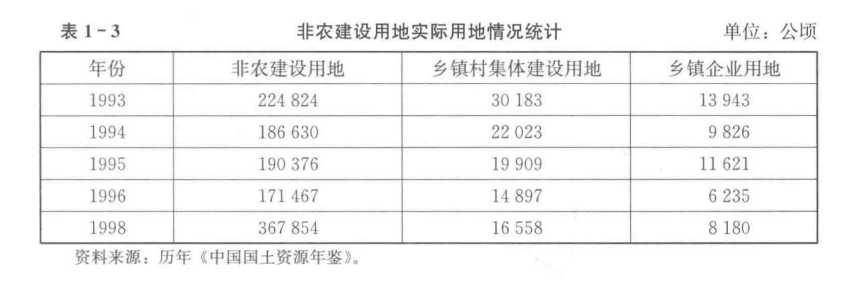 表1-3 非农建设用地实际用地情况统计 单位：公顷
年份 非农建设用地 乡镇村集体建设用地 乡镇企业用地
1993 224 824 30 183 13 943
1994 186 630 22 023 9 826
1995 190 376 19 909 11 621
1996 171 467 14 897 6 235
1998 367 854 16 558 8 180
资料来源：历年《中国国土资源年鉴》。